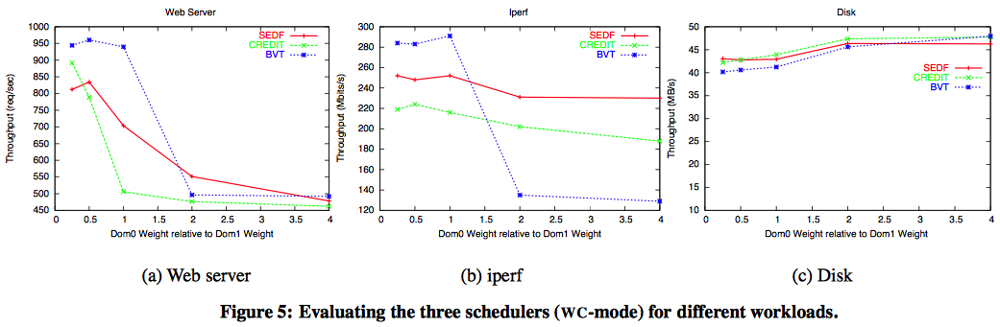 Web Server
Throughput (req/sec)
1000
950
900
850
800
750
700
650
600
550
500
450
0 0.5 1 1.5 2 2.5 3 3.5 4
Dom0 Weight relative to Dom1 Weight
SEDF
CREDIT
BVT
(a) Web server
Iperf
Throughput (Mbits/s)
300
280
260
240
220
200
180
160
140
120
0 0.5 1 1.5 2 2.5 3 3.5 4
Dom0 Weight relative to Dom1 Weight
SEDF
CREDIT
BVT
(b) iperf
Disk
Throughput (MB/s)
50
45
40
35
30
25
20
15
10
0 0.5 1 1.5 2 2.5 3 3.5 4
Dom0 Weight relative to Dom1 Weight
SEDF
CREDIT
BVT
(c) Disk
Figure 5: Evaluating the three schedulers (WC-mode) for different workloads.